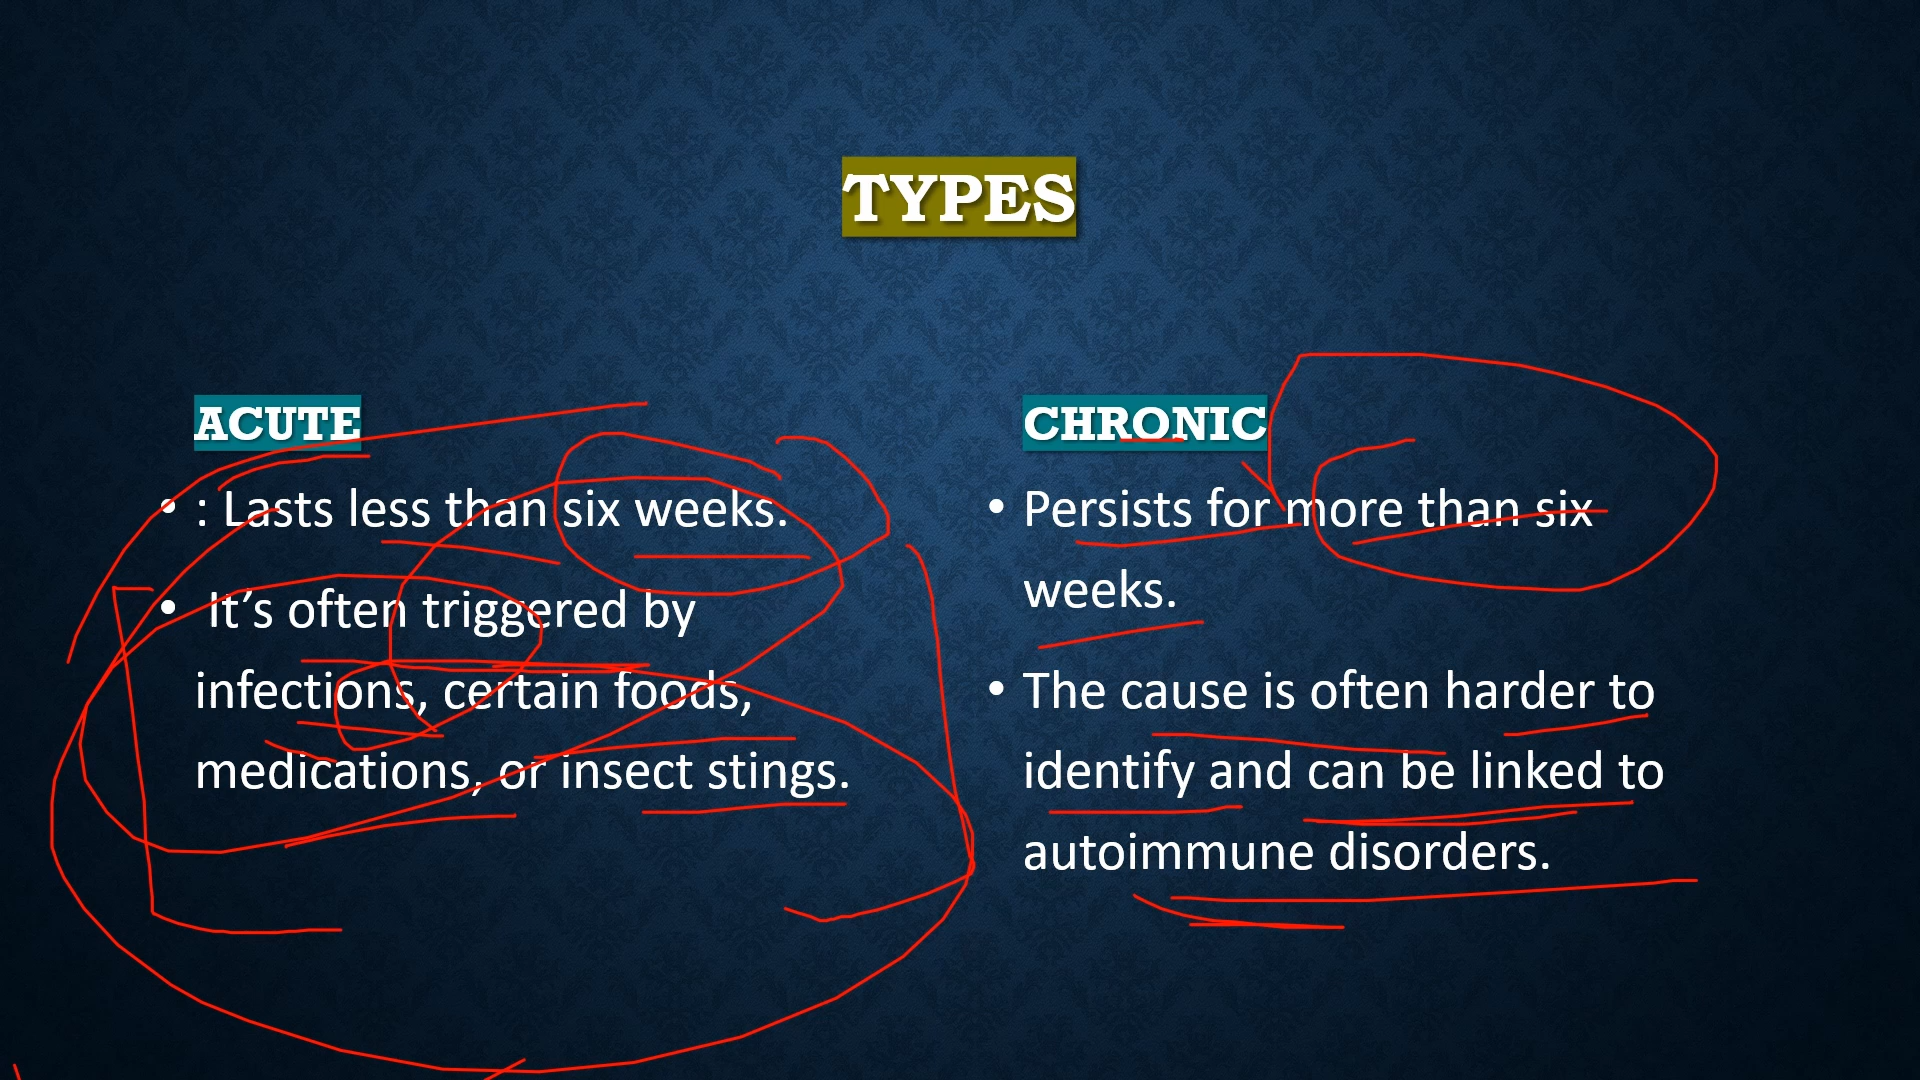 TYPES
ACUTE
• : Lasts less than six weeks.
• It’s often triggered by
infections, certain foods,
medications, or insect stings.
CHRONIC
• Persists for more than six
weeks.
• The cause is often harder to
identify and can be linked to
autoimmune disorders.